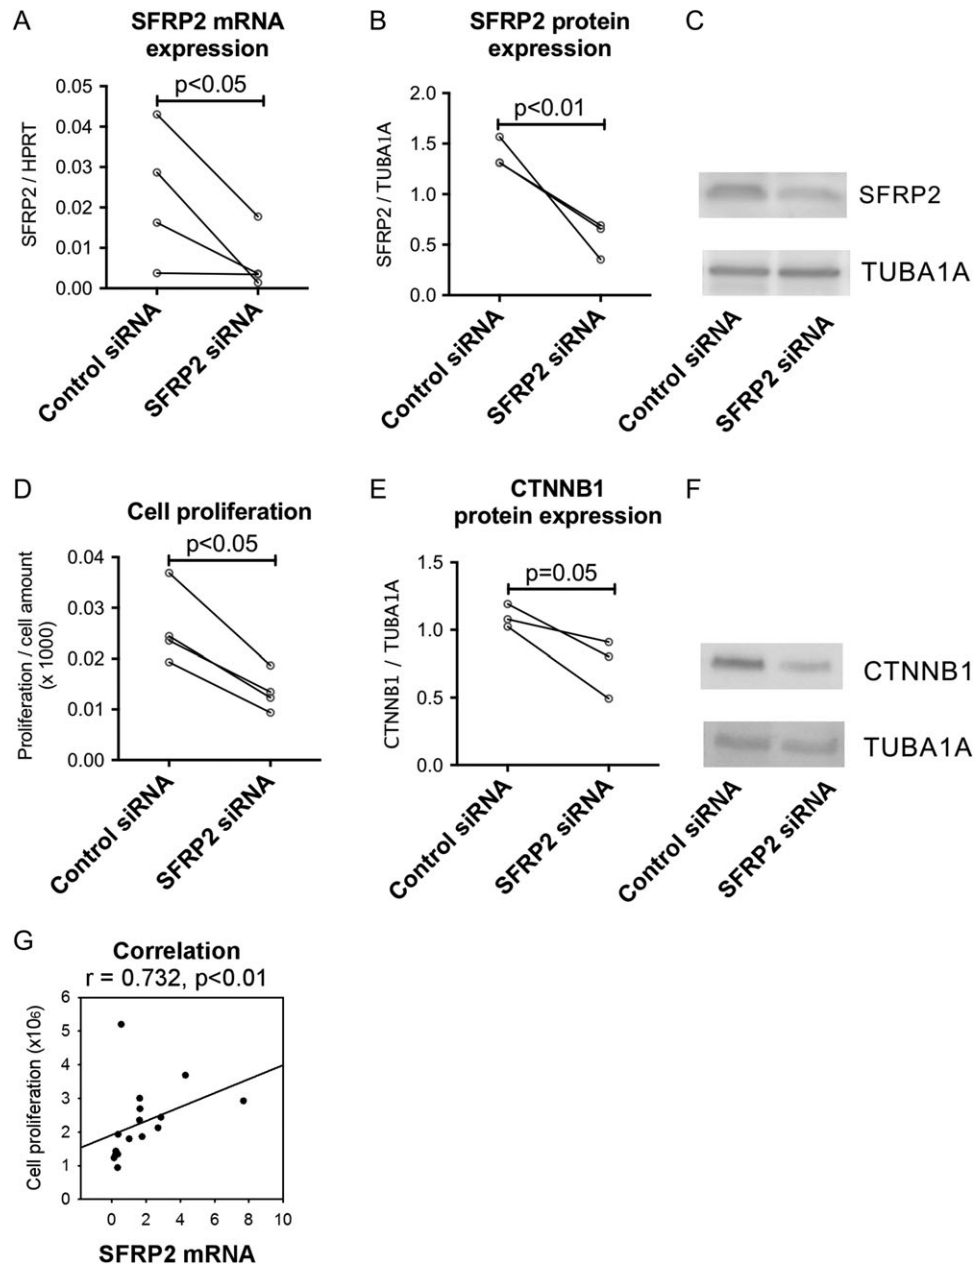 A
SFRP2 mRNA
expression
p<0.05
SFRP2 / HPRT
0.05
0.04
0.03
0.02
0.01
0.00
Control siRNA
SFRP2 siRNA
B
SFRP2 protein
expression
p<0.01
SFRP2 / TUBA1A
2.0
1.5
1.0
0.5
0.0
Control siRNA
SFRP2 siRNA
C
SFRP2
TUBA1A
Control siRNA
SFRP2 siRNA
D
Cell proliferation
p<0.05
Proliferation / cell amount
(x 1000)
0.04
0.03
0.02
0.01
0.00
Control siRNA
SFRP2 siRNA
E
CTNNB1
protein expression
p=0.05
CTNNB1 / TUBA1A
1.5
1.0
0.5
0.0
Control siRNA
SFRP2 siRNA
F
CTNNB1
TUBA1A
Control siRNA
SFRP2 siRNA
G
Correlation
r = 0.732, p<0.01
Cell proliferation (x10₆)
6
5
4
3
2
1
0
0 2 4 6 8 10
SFRP2 mRNA